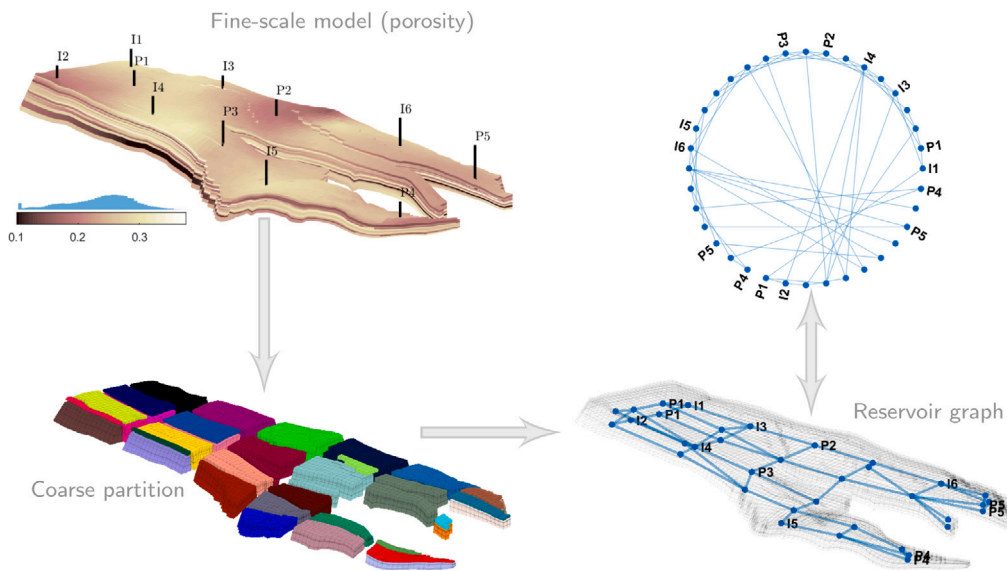 Fine-scale model (porosity)
I2
I1
P1
I4
I3
P3
P2
I5
I6
P5
P4
0.1
0.2
0.3
P3
P2
I4
I3
P1
I1
P4
P5
I2
P1
P4
P5
I6
I5
Coarse partition
Reservoir graph
P1
I1
P1
I2
I3
I4
P2
P3
I6
P5
P5
I5
P4
P4